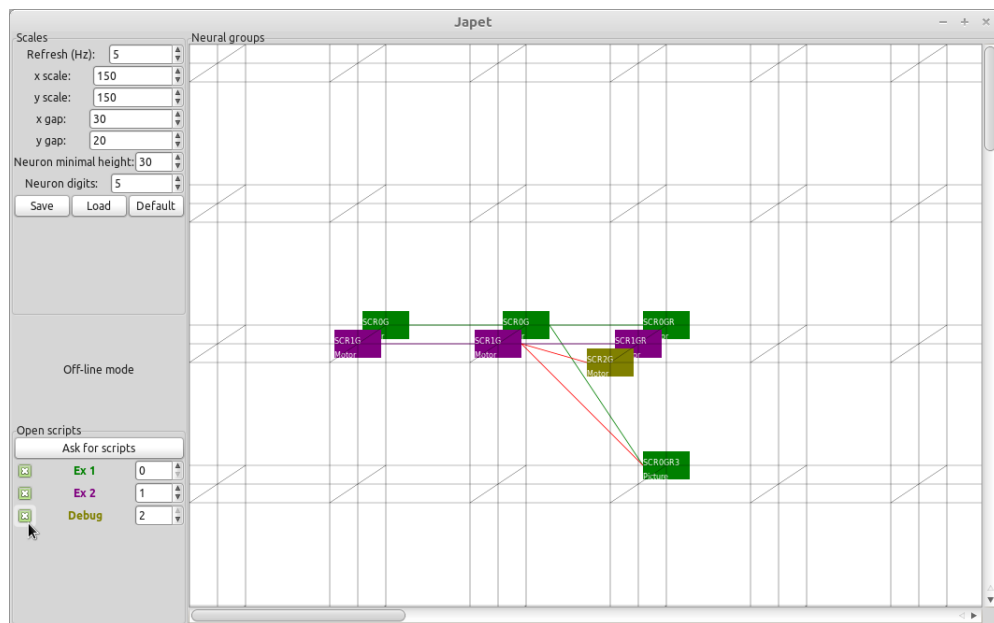 Japet
Scales
Refresh (Hz): 5
x scale: 150
y scale: 150
x gap: 30
y gap: 20
Neuron minimal height: 30
Neuron digits: 5
Save Load Default
Off-line mode
Open scripts
Ask for scripts
Ex 1 0
Ex 2 1
Debug 2
Neural groups
SCR0G SCR0G SCR0GR
SCR1G SCR1G SCR1GR
Motor Motor
SCR2G
Motor
SCR0GR3
Picture